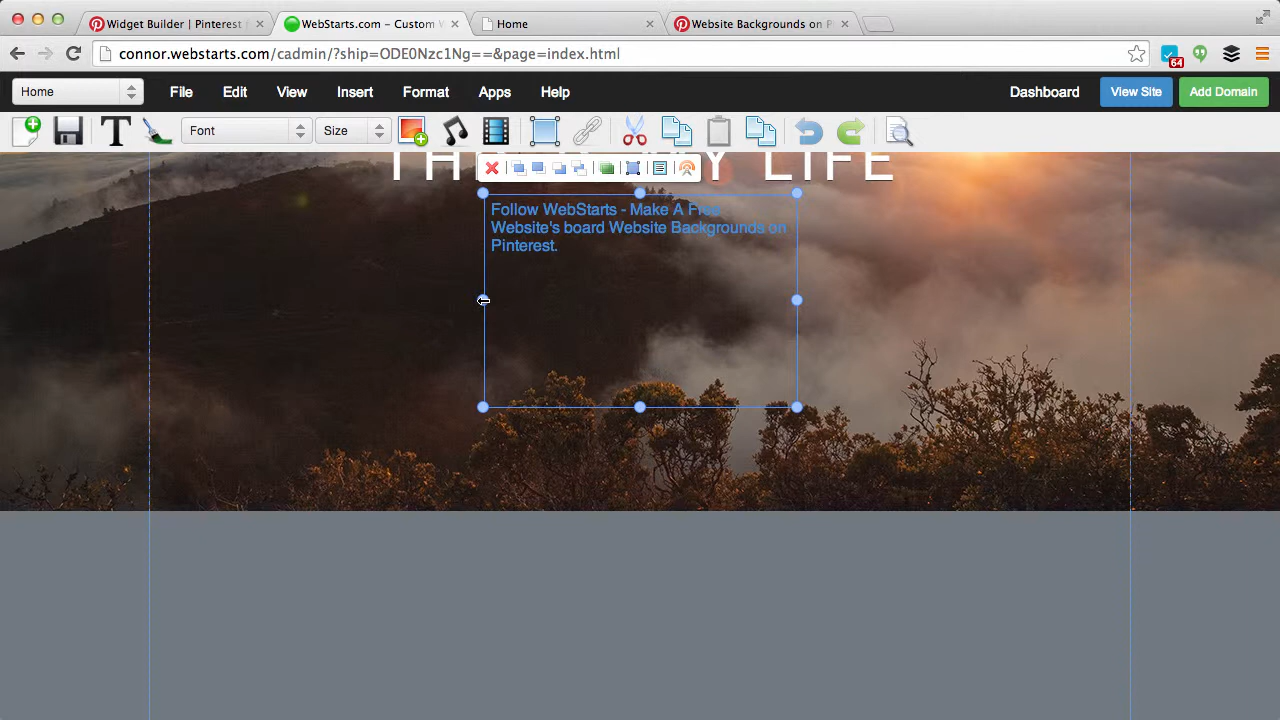 Widget Builder | Pinterest
WebStarts.com – Custom W
Home
Website Backgrounds on P
connor.webstarts.com/cadmin/?ship=ODE0Nzc1Ng==&page=index.html
64
Home
File
Edit
View
Insert
Format
Apps
Help
Dashboard
View Site
Add Domain
T
Font
Size
LIFE
Follow WebStarts - Make A Free
Website's board Website Backgrounds on
Pinterest.